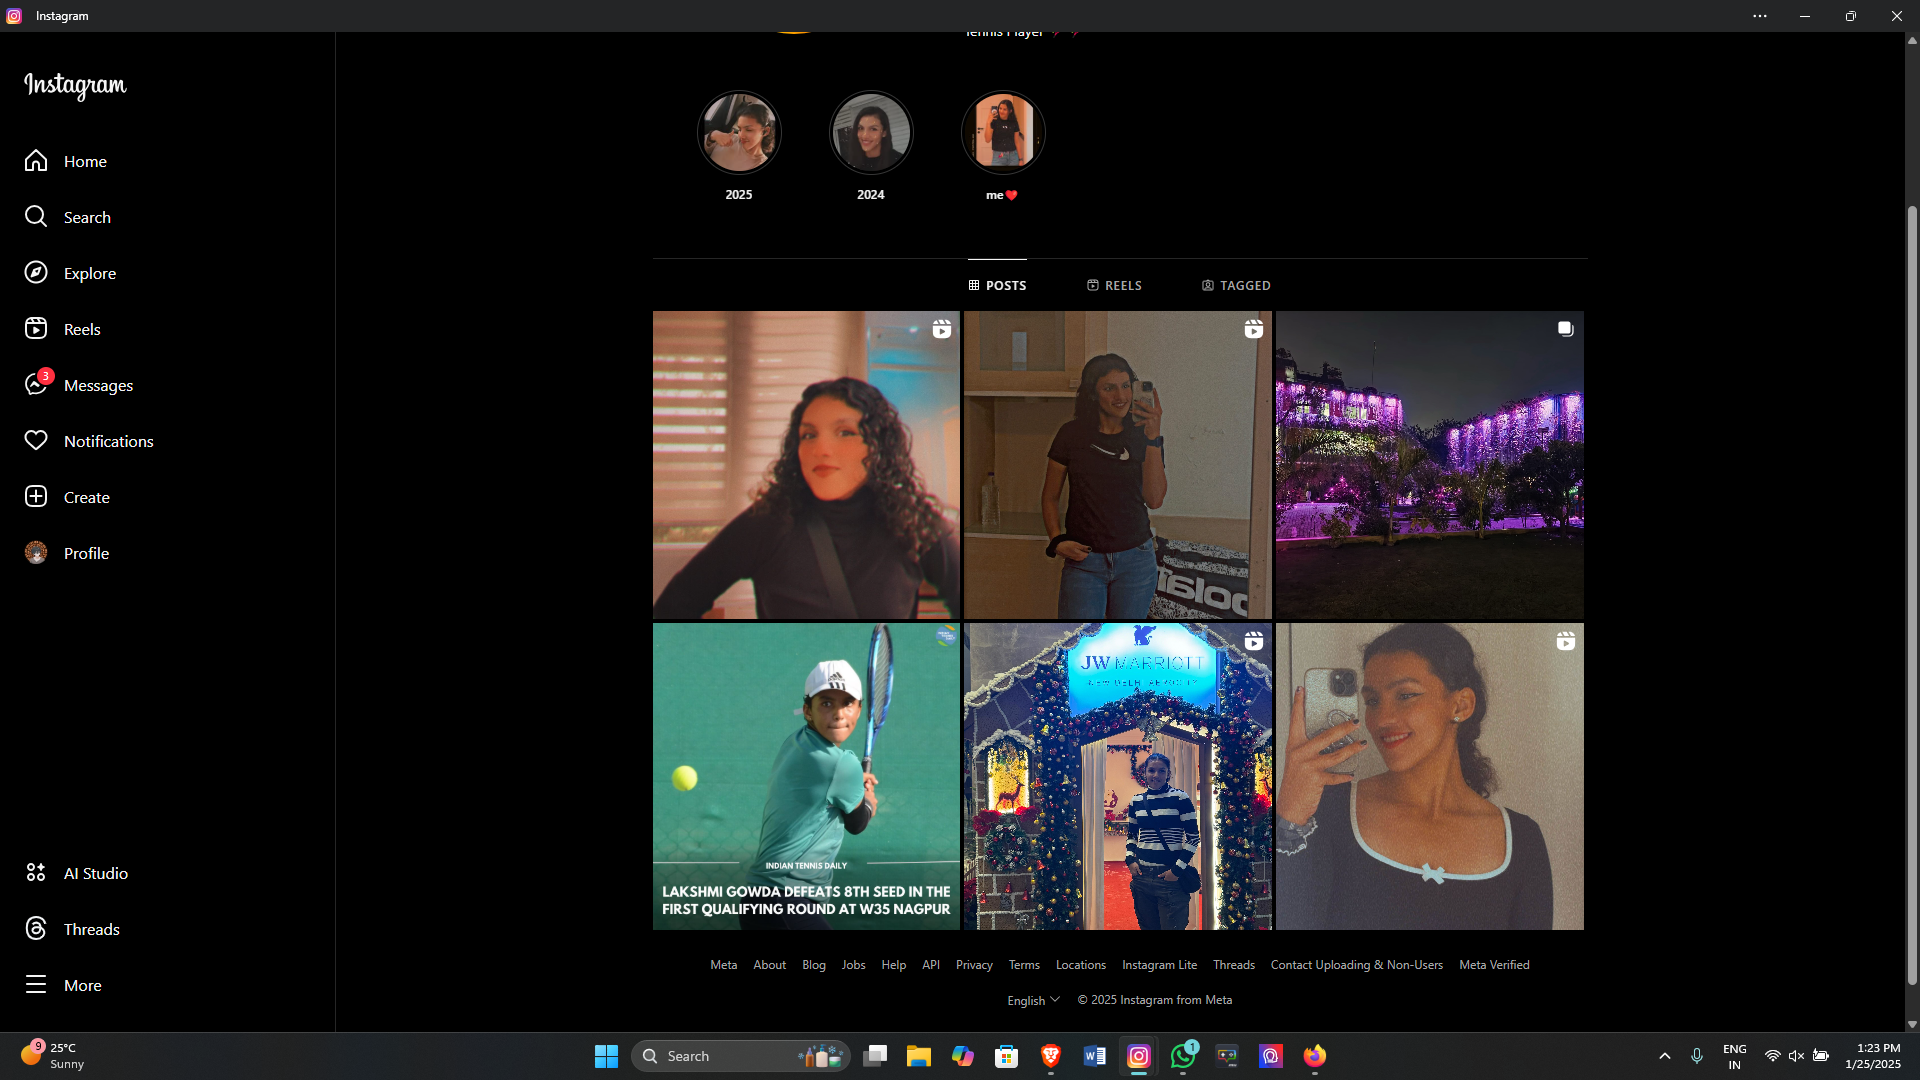 Instagram
Tennis Player
Instagram
Home
Search
Explore
Reels
3
Messages
Notifications
Create
Profile
AI Studio
Threads
More
2025
2024
me❤️
POSTS
REELS
TAGGED
polar
INDIAN TENNIS DAILY
LAKSHMI GOWDA DEFEATS 8TH SEED IN THE
FIRST QUALIFYING ROUND AT W35 NAGPUR
JW MARRIOTT
NEW DELHI AEROCITY
Meta About Blog Jobs Help API Privacy Terms Locations Instagram Lite Threads Contact Uploading & Non-Users Meta Verified
English © 2025 Instagram from Meta
9
25°C
Sunny
Search
1
ENG
IN
1:23 PM
1/25/2025